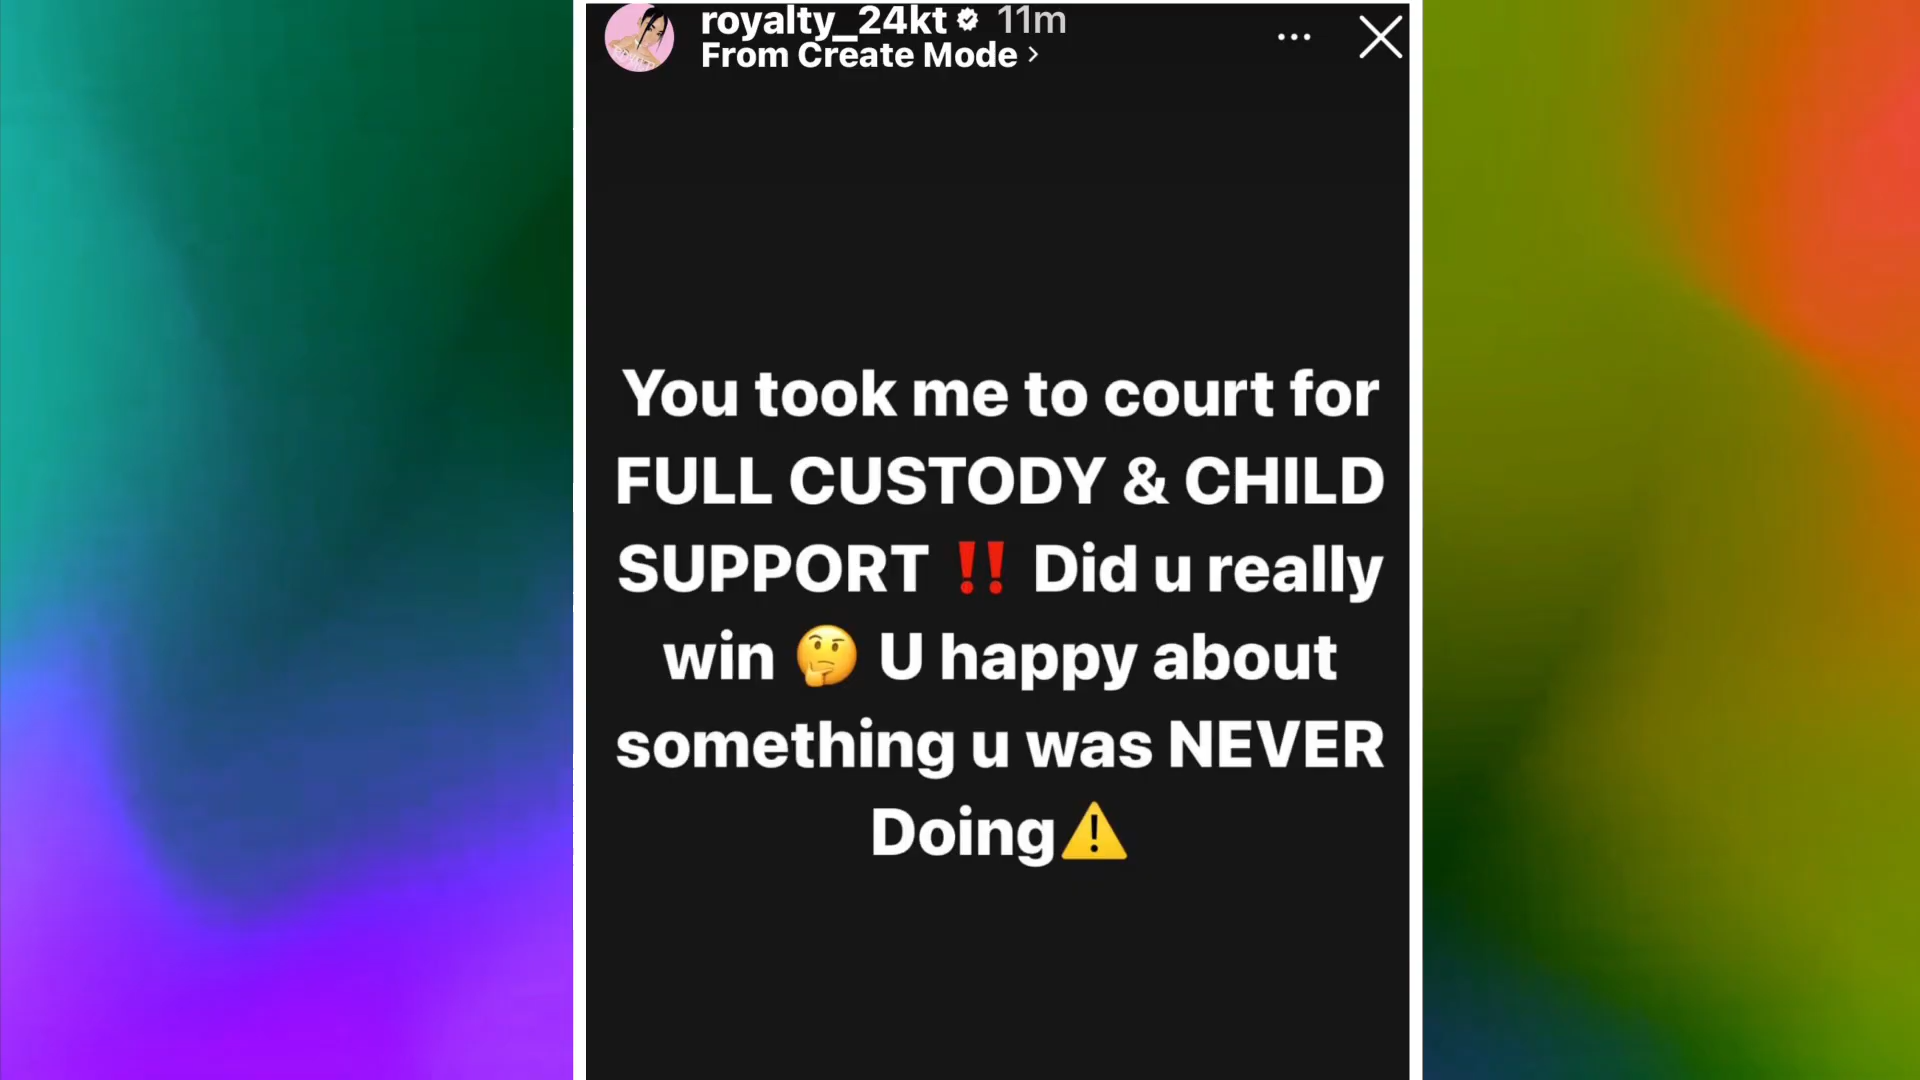 royalty_24kt 11m
From Create Mode >
You took me to court for
FULL CUSTODY & CHILD
SUPPORT ‼️ Did u really
win 🤔 U happy about
something u was NEVER
Doing⚠️